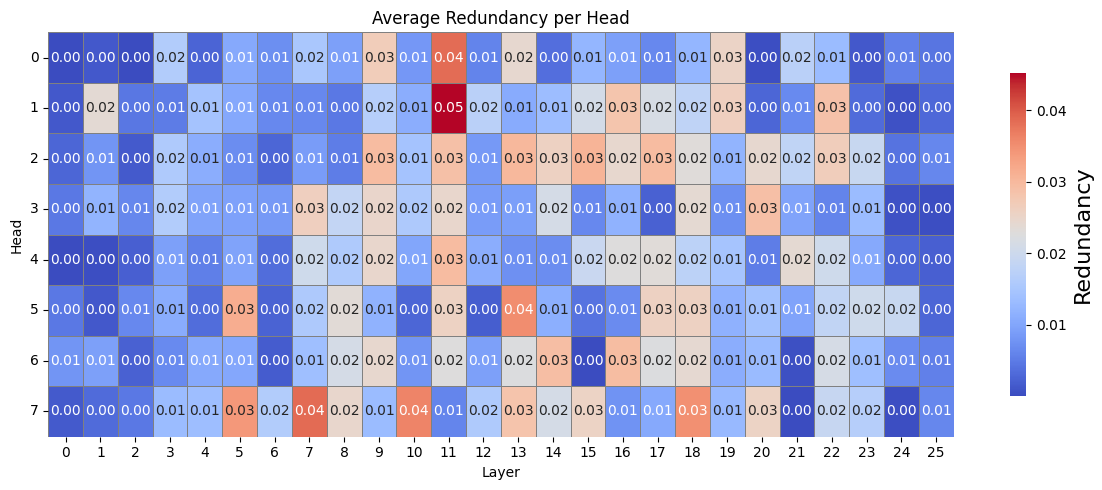 Average Redundancy per Head
0 0.00 0.00 0.00 0.02 0.00 0.01 0.01 0.02 0.01 0.03 0.01 0.04 0.01 0.02 0.00 0.01 0.01 0.01 0.01 0.03 0.00 0.02 0.01 0.00 0.01 0.00
1 0.00 0.02 0.00 0.01 0.01 0.01 0.01 0.01 0.00 0.02 0.01 0.05 0.02 0.01 0.01 0.02 0.03 0.02 0.02 0.03 0.00 0.01 0.03 0.00 0.00 0.00
2 0.00 0.01 0.00 0.02 0.01 0.01 0.00 0.01 0.01 0.03 0.01 0.03 0.01 0.03 0.03 0.03 0.02 0.03 0.02 0.01 0.02 0.02 0.03 0.02 0.00 0.01
3 0.00 0.01 0.01 0.02 0.01 0.01 0.01 0.03 0.02 0.02 0.02 0.02 0.01 0.01 0.02 0.01 0.01 0.00 0.02 0.01 0.03 0.01 0.01 0.01 0.00 0.00
4 0.00 0.00 0.00 0.01 0.01 0.01 0.00 0.02 0.02 0.02 0.01 0.03 0.01 0.01 0.01 0.02 0.02 0.02 0.02 0.01 0.01 0.02 0.02 0.01 0.00 0.00
5 0.00 0.00 0.01 0.01 0.00 0.03 0.00 0.02 0.02 0.01 0.00 0.03 0.00 0.04 0.01 0.00 0.01 0.03 0.03 0.01 0.01 0.01 0.02 0.02 0.02 0.00
6 0.01 0.01 0.00 0.01 0.01 0.01 0.00 0.01 0.02 0.02 0.01 0.02 0.01 0.02 0.03 0.00 0.03 0.02 0.02 0.01 0.01 0.00 0.02 0.01 0.01 0.01
7 0.00 0.00 0.00 0.01 0.01 0.03 0.02 0.04 0.02 0.01 0.04 0.01 0.02 0.03 0.02 0.03 0.01 0.01 0.03 0.01 0.03 0.00 0.02 0.02 0.00 0.01
0 1 2 3 4 5 6 7 8 9 10 11 12 13 14 15 16 17 18 19 20 21 22 23 24 25
Layer
Head
0.04
0.03
0.02
0.01
Redundancy